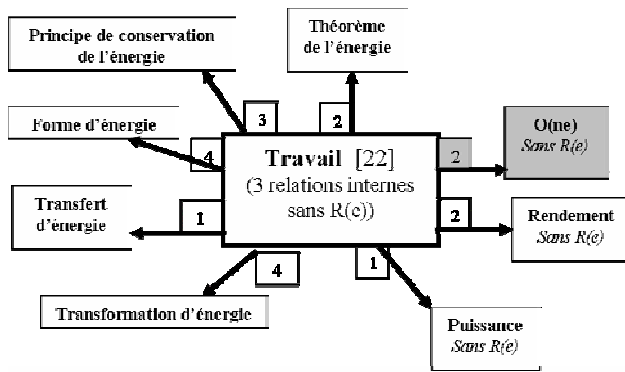 Principe de conservation
de l'énergie
Théorème
de l'énergie
Forme d'énergie
3
2
O(ne)
Sans R(e)
4
Travail [22]
(3 relations internes
sans R(e))
2
Transfert
d'énergie
1
2
Rendement
Sans R(e)
4
1
Transformation d'énergie
Puissance
Sans R(e)